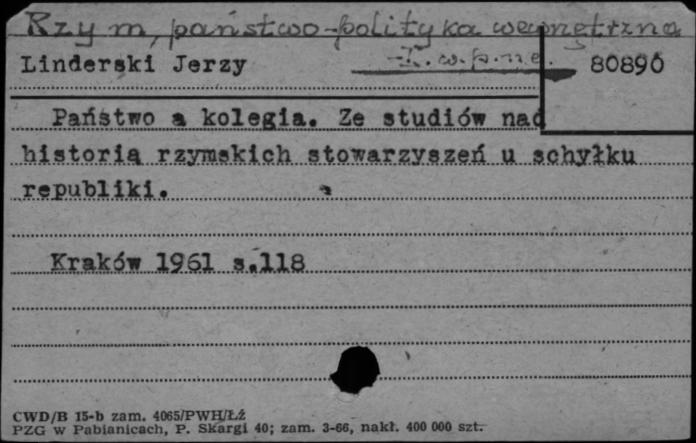 Rzym, państwo-polityka wewnętrzna
Linderski Jerzy
I w. p.n.e.
80896
Państwo a kolegia. Ze studiów nad
historią rzymskich stowarzyszeń u schyłku
republiki.
Kraków 1961 s.118
CWD/B 15-b zam. 4065/PWH/Łź
PZG w Pabianicach, P. Skargi 40; zam. 3-66, nakł. 400 000 szt.